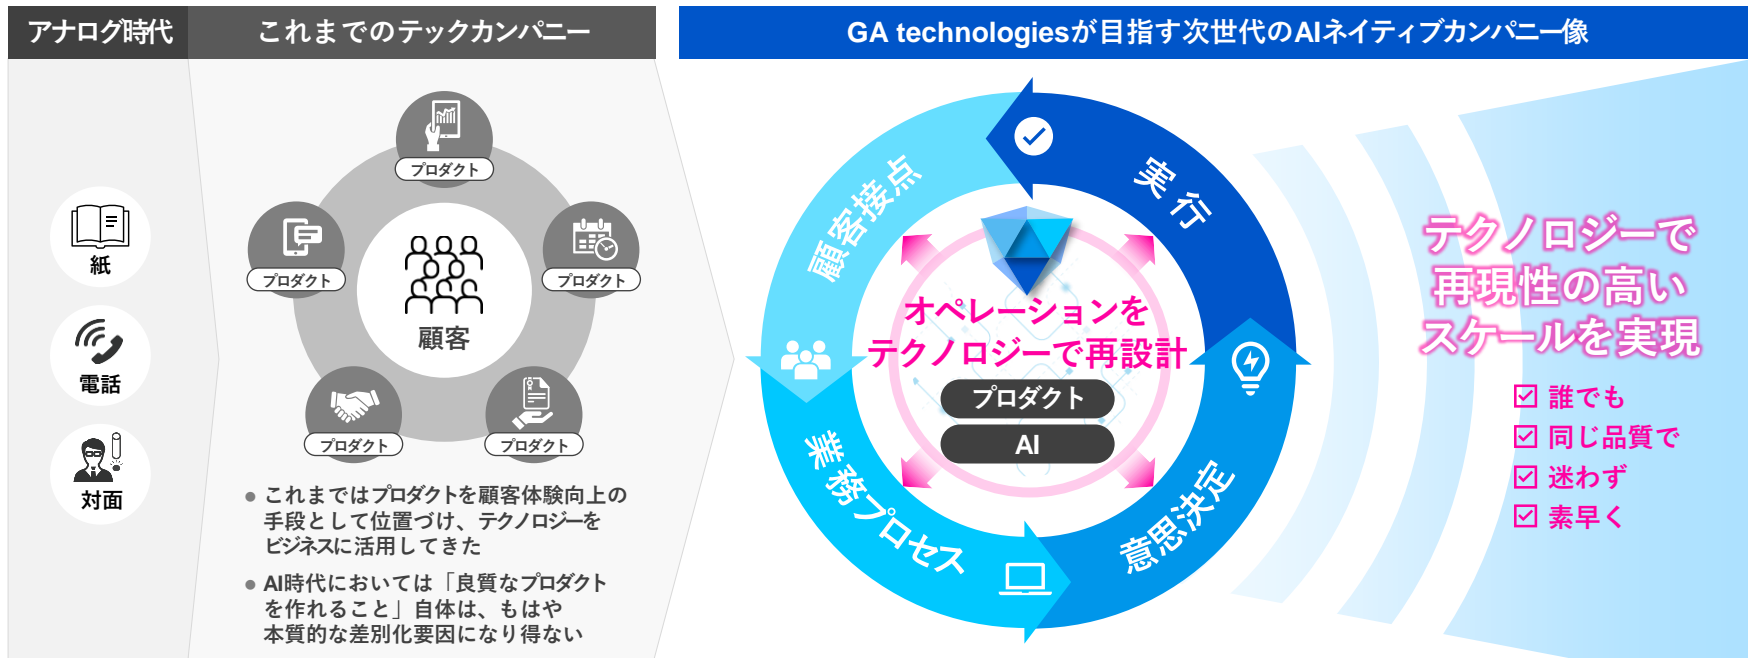 アナログ時代
これまでのテックカンパニー
GA technologiesが目指す次世代のAIネイティブカンパニー像
紙
電話
対面
プロダクト
プロダクト
プロダクト
プロダクト
プロダクト
顧客
● これまではプロダクトを顧客体験向上の
手段として位置づけ、テクノロジーを
ビジネスに活用してきた
● AI時代においては「良質なプロダクト
を作れること」自体は、もはや
本質的な差別化要因になり得ない
顧客接点
実行
業務プロセス
意思決定
オペレーションを
テクノロジーで再設計
プロダクト
AI
テクノロジーで
再現性の高い
スケールを実現
☑ 誰でも
☑ 同じ品質で
☑ 迷わず
☑ 素早く